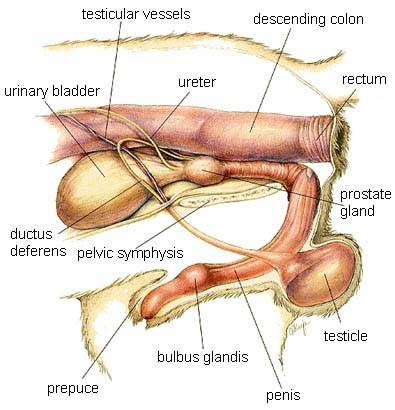 testicular vessels
descending colon
urinary bladder
ureter
rectum
prostate
gland
ductus
deferens
pelvic symphysis
testicle
bulbus glandis
prepuce
penis